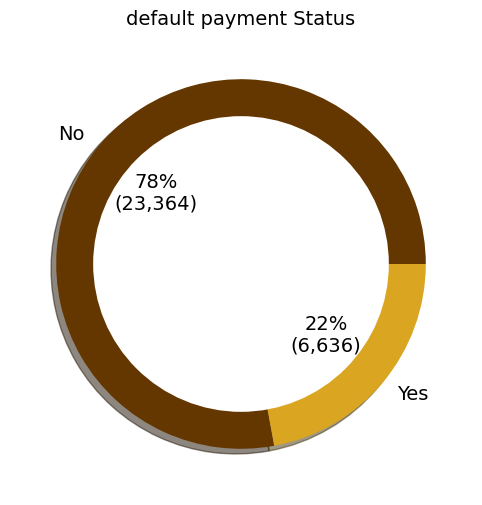 default payment Status
No
78%
(23,364)
22%
(6,636)
Yes